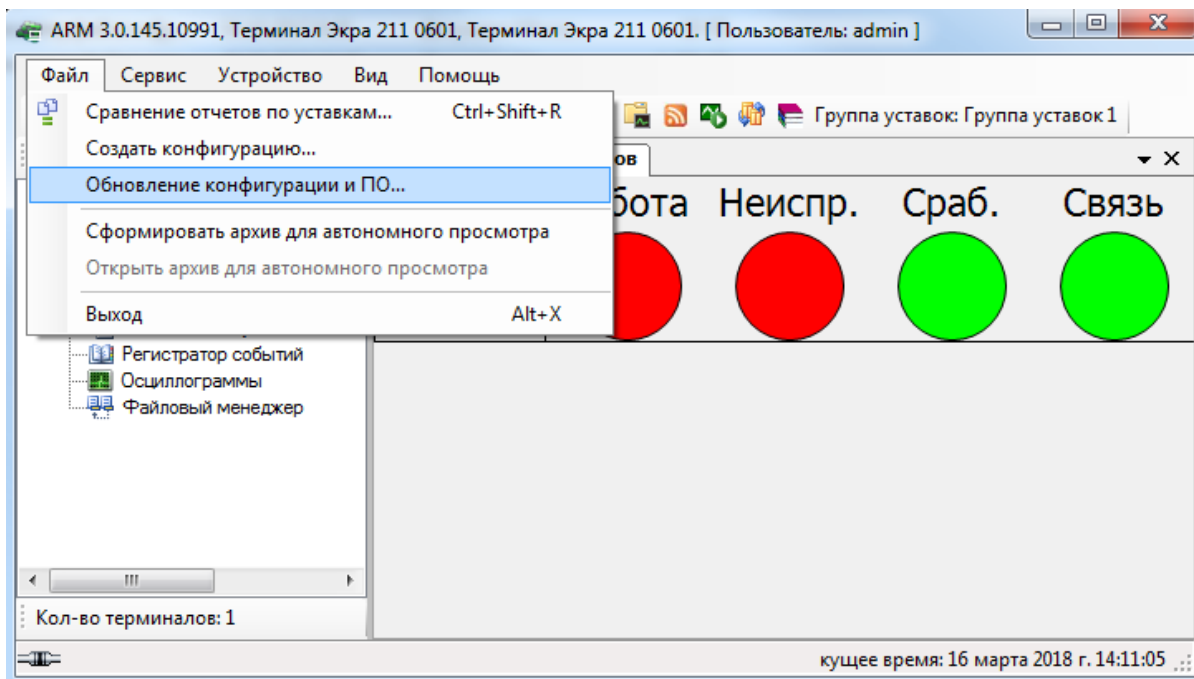 ARM 3.0.145.10991, Терминал Экра 211 0601, Терминал Экра 211 0601. [ Пользователь: admin ]
Файл Сервис Устройство Вид Помощь
Сравнение отчетов по уставкам... Ctrl+Shift+R
Группа уставок: Группа уставок 1
Создать конфигурацию...
ов
Обновление конфигурации и ПО...
бота Неиспр. Сраб. Связь
Сформировать архив для автономного просмотра
Открыть архив для автономного просмотра
Выход Alt+X
Регистратор событий
Осциллограммы
Файловый менеджер
Кол-во терминалов: 1
кущее время: 16 марта 2018 г. 14:11:05